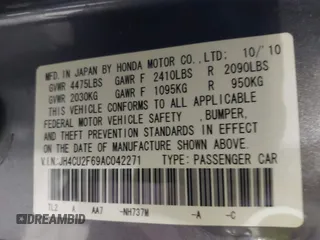 MFD. IN JAPAN BY HONDA MOTOR CO., LTD. 10/'10
GVWR 4475LBS GAWR F 2410LBS R 2090LBS
GVWR 2030KG GAWR F 1095KG R 950KG
THIS VEHICLE CONFORMS TO ALL APPLICABLE
FEDERAL MOTOR VEHICLE SAFETY, BUMPER,
AND THEFT PREVENTION STANDARDS IN EFFECT
ON THE DATE OF MANUFACTURE SHOWN ABOVE.
V.I.N:JH4CU2F69AC042271 TYPE: PASSENGER CAR
TL2 A AA7 -NH737M -A -C
DREAMBID